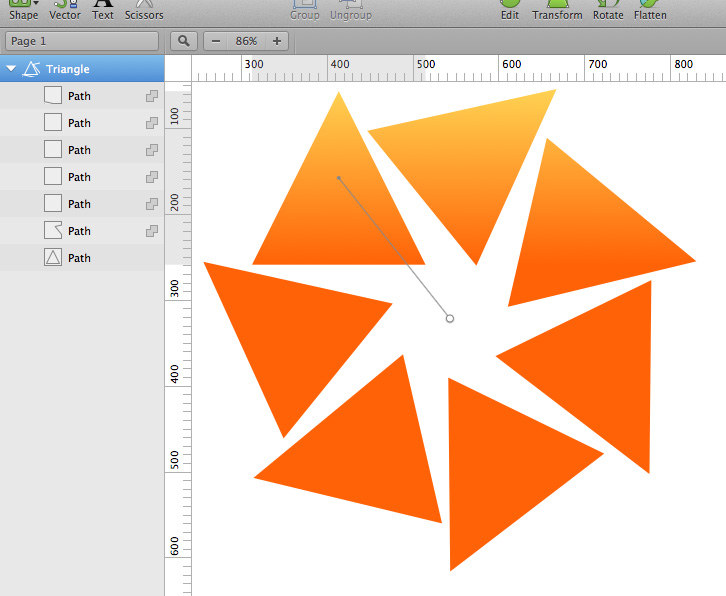 Shape Vector Text Scissors Group Ungroup Edit Transform Rotate Flatten
Page 1 86%
Triangle
Path
Path
Path
Path
Path
Path
Path
300 400 500 600 700 800
100
200
300
400
500
600